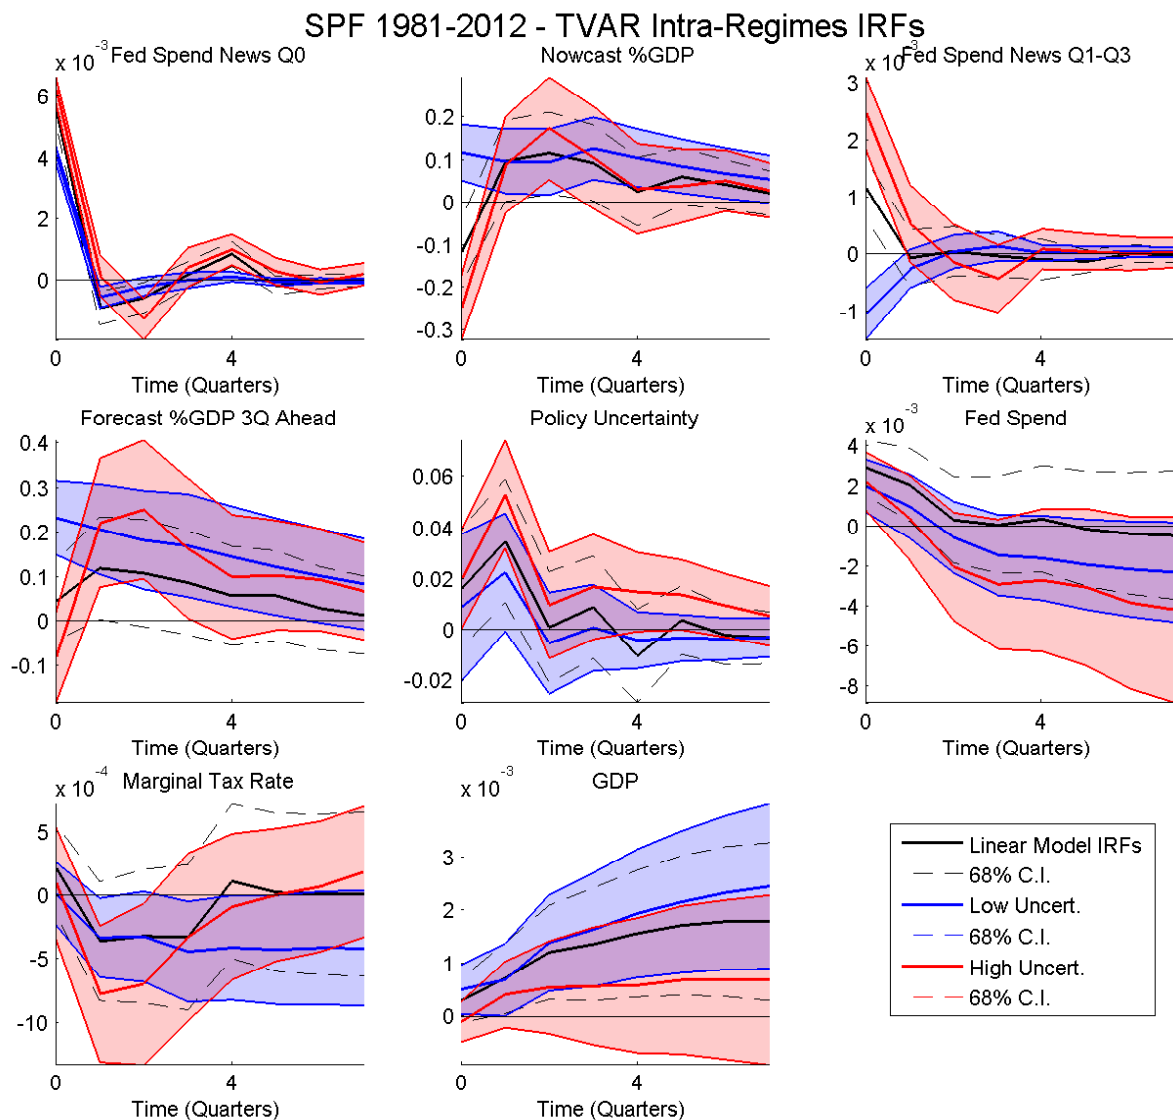 SPF 1981-2012 - TVAR Intra-Regimes IRFs
x 10^-3
Fed Spend News Q0
6
4
2
0
0
4
Time (Quarters)
Nowcast %GDP
0.2
0.1
0
-0.1
-0.2
-0.3
0
4
Time (Quarters)
x 10^-3
Fed Spend News Q1-Q3
3
2
1
0
-1
0
4
Time (Quarters)
Forecast %GDP 3Q Ahead
0.4
0.3
0.2
0.1
0
-0.1
0
4
Time (Quarters)
Policy Uncertainty
0.06
0.04
0.02
0
-0.02
0
4
Time (Quarters)
x 10^-3
Fed Spend
4
2
0
-2
-4
-6
-8
0
4
Time (Quarters)
x 10^-4
Marginal Tax Rate
5
0
-5
-10
0
4
Time (Quarters)
x 10^-3
GDP
3
2
1
0
0
4
Time (Quarters)
Linear Model IRFs
68% C.I.
Low Uncert.
68% C.I.
High Uncert.
68% C.I.